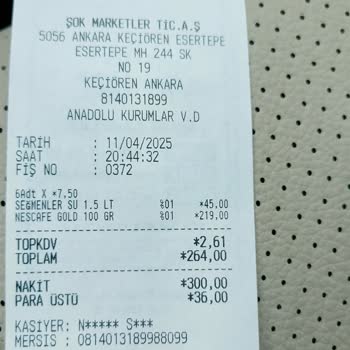 ŞOK MARKETLER TİC.A.Ş
5056 ANKARA KEÇİÖREN ESERTEPE
ESERTEPE MH 244 SK
NO 19
KEÇİÖREN ANKARA
8140131899
ANADOLU KURUMLAR V.D
TARİH : 11/04/2025
SAAT : 20:44:32
FİŞ NO : 0372
6Adt X *7,50
SEĞMENLER SU 1.5 LT %01 *45,00
NESCAFE GOLD 100 GR %01 *219,00
TOPKDV *2,61
TOPLAM *264,00
NAKİT *300,00
PARA ÜSTÜ *36,00
KASİYER: N***** S***
MERSİS : 0814013189988099